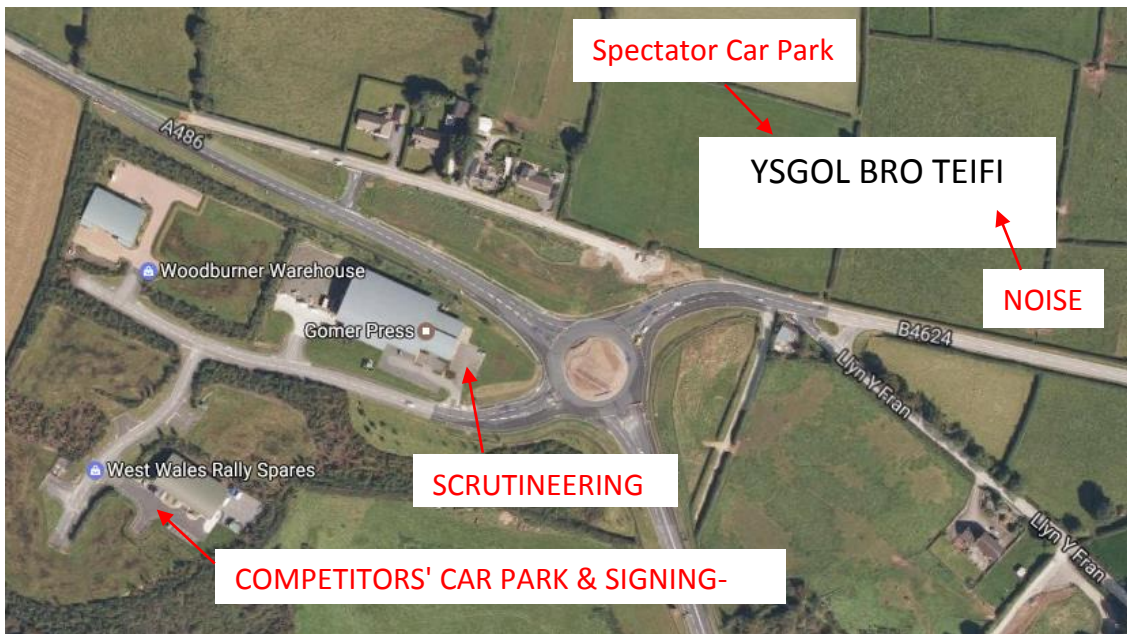 Spectator Car Park
A486
YSGOL BRO TEIFI
Woodburner Warehouse
NOISE
Gomer Press
B4624
Llyn Y Fran
West Wales Rally Spares
SCRUTINEERING
Llyn Y Fran
COMPETITORS' CAR PARK & SIGNING-